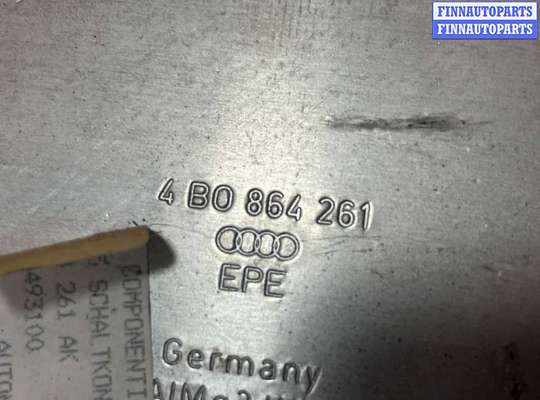 FINNAUTOPARTS
FINNAUTOPARTS
4 B0 864 261
EPE
Germany
COMPONENTI
SCHALTKON
261 AK
493100